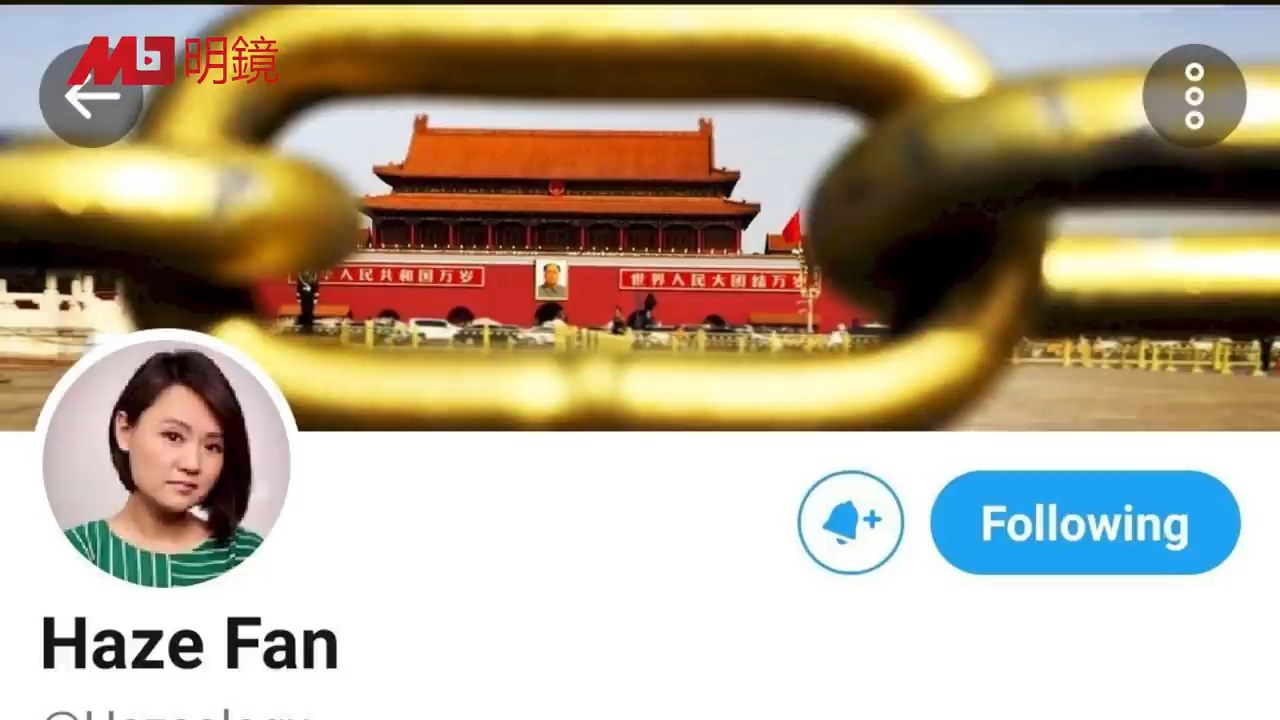 明鏡
华人民共和国万岁
世界人民大团结万岁
Following
Haze Fan
@Hazeology